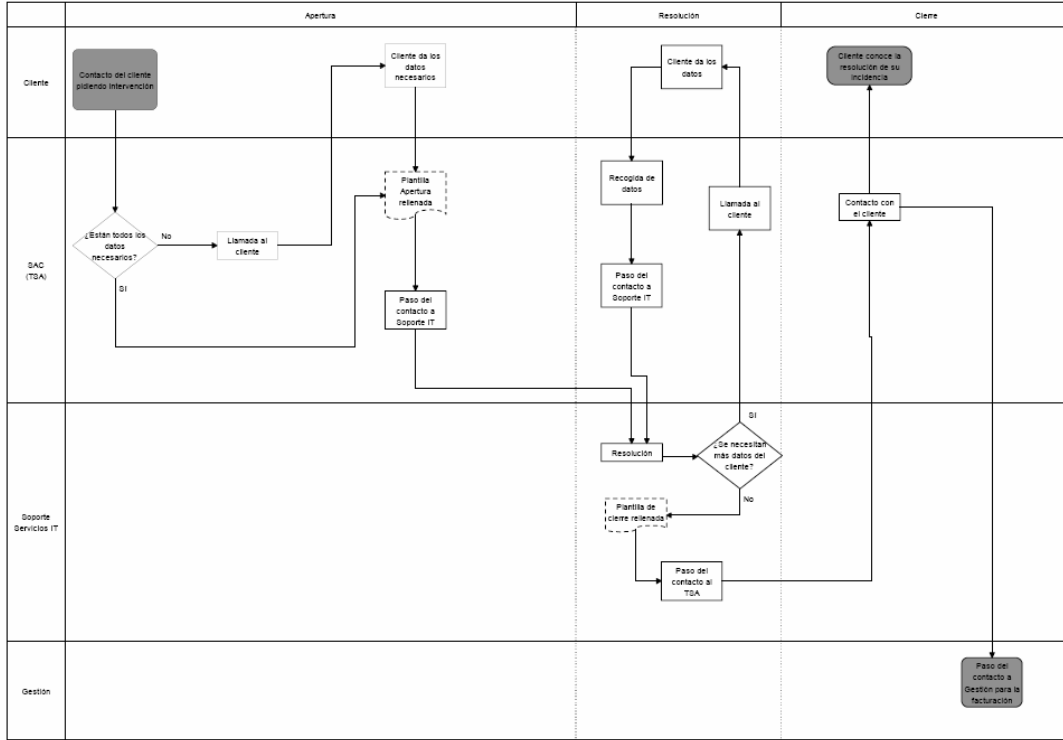 Apertura
Resolución
Cierre
Cliente
Contacto del cliente
pidiendo intervención
Cliente da los
datos
necesarios
Cliente da los
datos
Cliente conoce la
resolución de su
incidencia
SAC
(TSA)
¿Están todos los
datos
necesarios?
No
SI
Llamada al
cliente
Plantilla
Apertura
rellenada
Paso del
contacto a
Soporte IT
Recogida de
datos
Paso del
contacto a
Soporte IT
Llamada al
cliente
Contacto con
el cliente
Soporte
Servicios IT
Resolución
SI
¿Se necesitan
más datos del
cliente?
No
Plantilla de
cierre rellenada
Paso del
contacto al
TSA
Gestión
Paso del
contacto a
Gestión para la
facturación